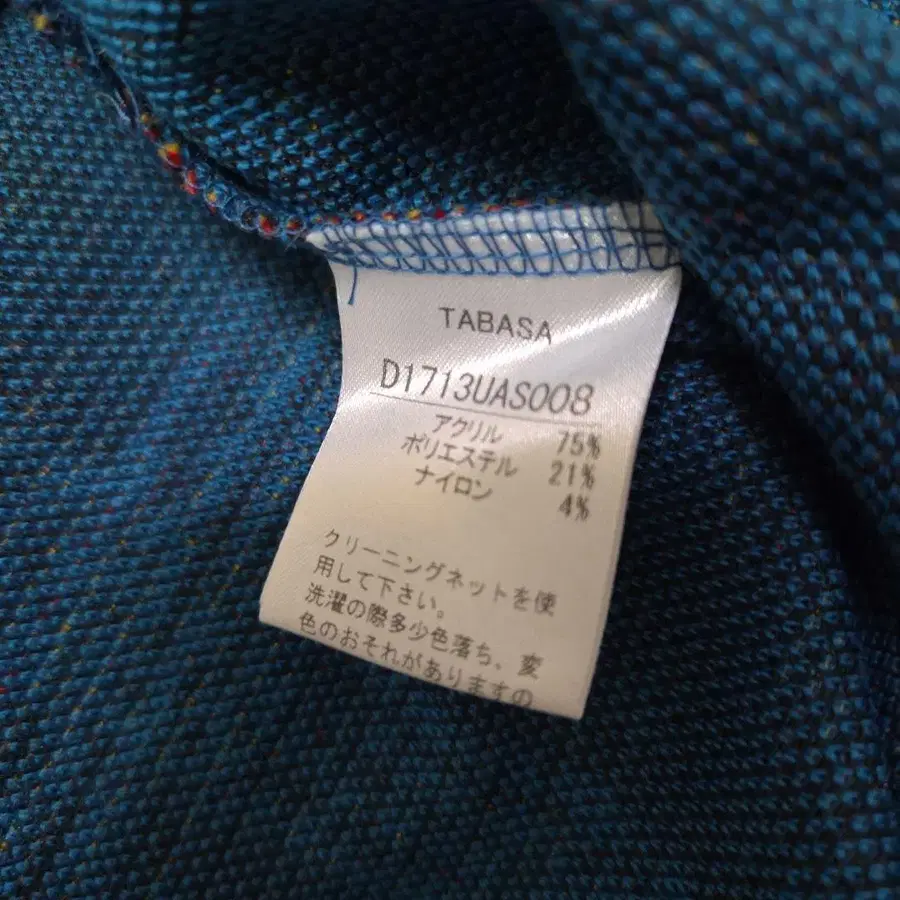 TABASA
D1713UAS008
アクリル 75%
ポリエステル 21%
ナイロン 4%
クリーニングネットを使
用して下さい。
洗濯の際多少色落ち、変
色のおそれがありますの